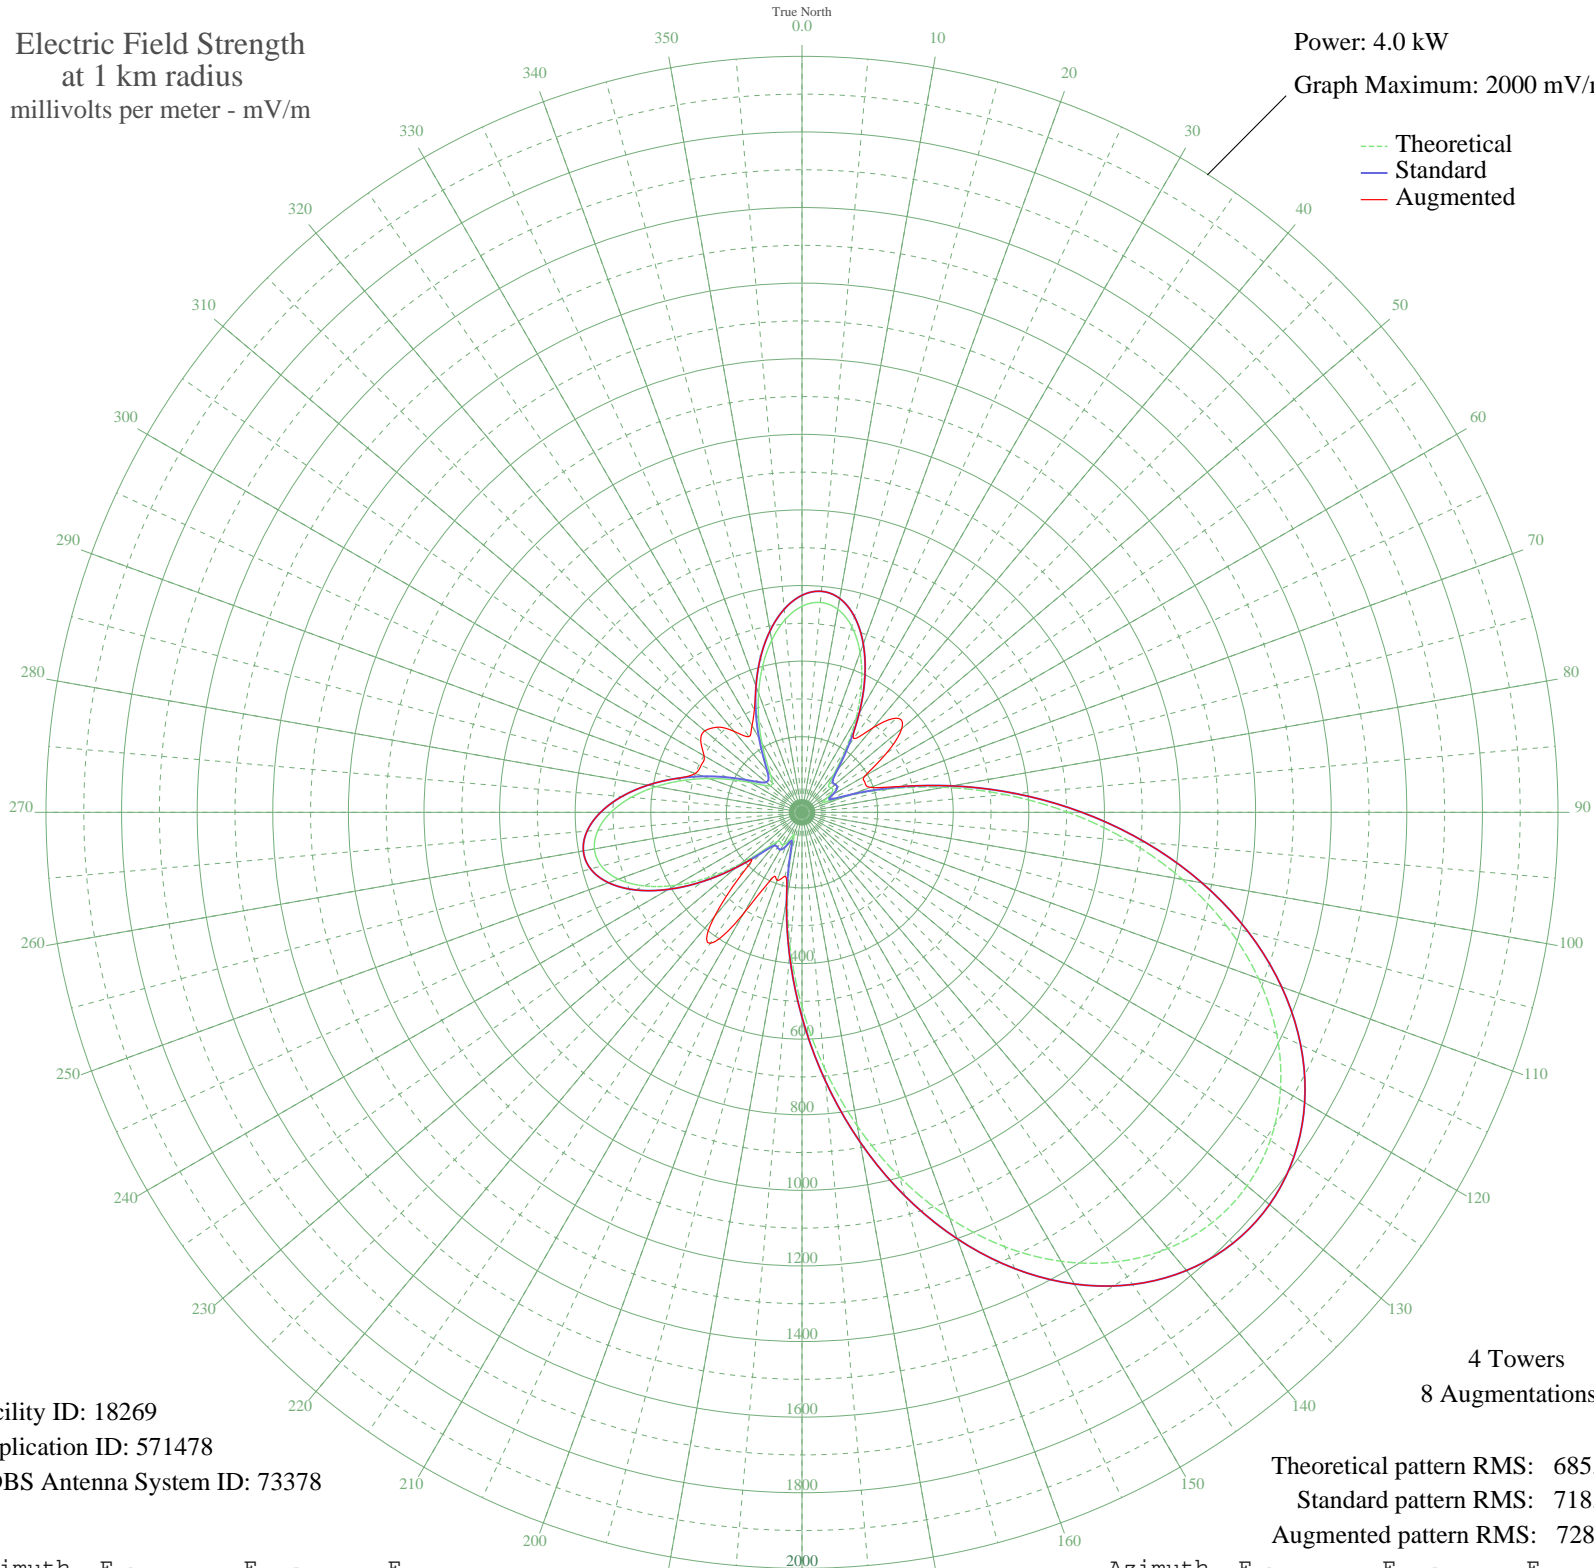 True North
0.0
Electric Field Strength
at 1 km radius
millivolts per meter - mV/m
Power: 4.0 kW
Graph Maximum: 2000 mV/
Theoretical
Standard
Augmented
10
20
30
40
50
60
70
80
90
100
110
120
130
140
150
160
200
210
220
230
240
250
260
270
280
290
300
310
320
330
340
350
400
600
800
1000
1200
1400
1600
1800
2000
4 Towers
8 Augmentations
cility ID: 18269
plication ID: 571478
DBS Antenna System ID: 73378
Theoretical pattern RMS: 685.
Standard pattern RMS: 718.
Augmented pattern RMS: 728
imuth E E E
Azimuth E E E